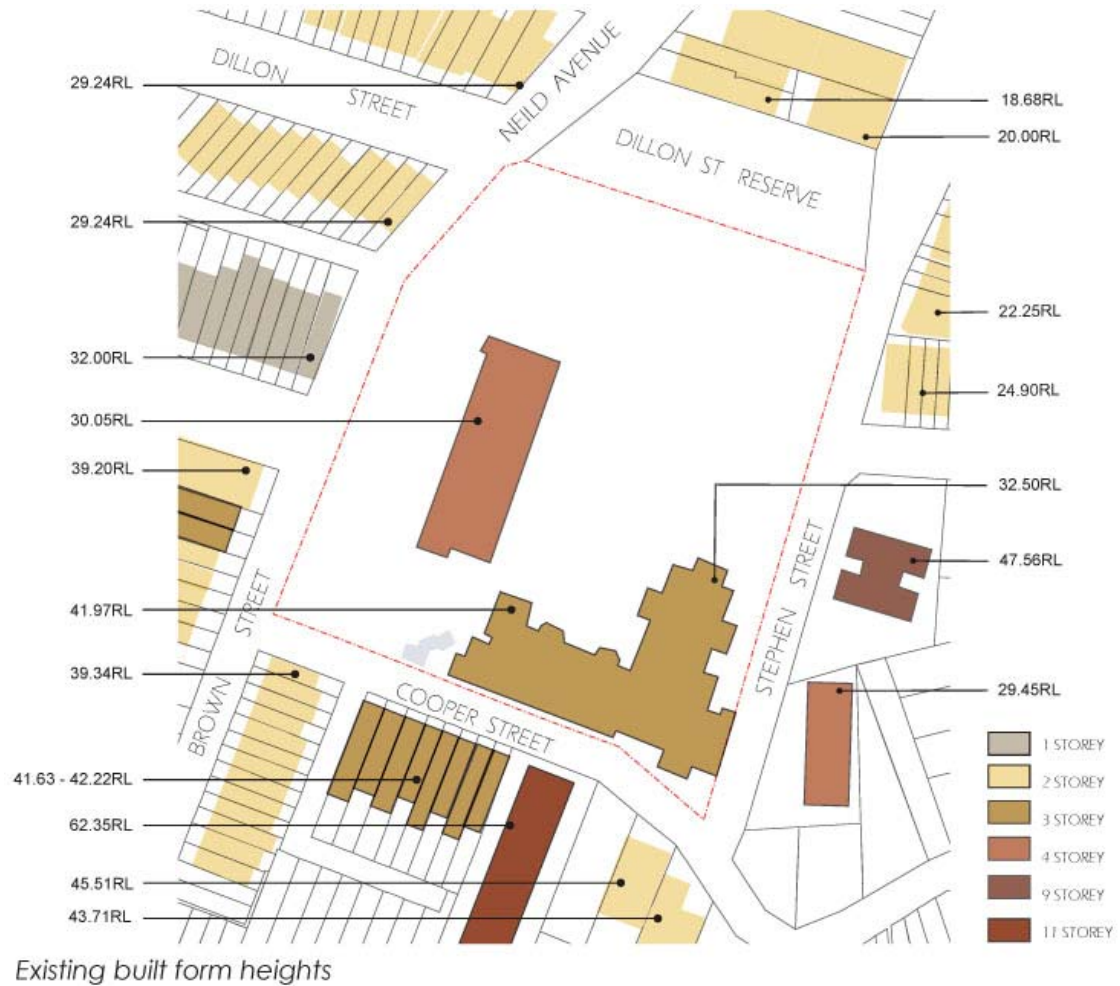 DILLON
STREET
NEILD AVENUE
DILLON ST RESERVE
29.24RL
29.24RL
32.00RL
30.05RL
39.20RL
41.97RL
39.34RL
41.63 - 42.22RL
62.35RL
45.51RL
43.71RL
18.68RL
20.00RL
22.25RL
24.90RL
32.50RL
47.56RL
29.45RL
BROWN STREET
COOPER STREET
STEPHEN STREET
1 STOREY
2 STOREY
3 STOREY
4 STOREY
9 STOREY
11 STOREY
Existing built form heights